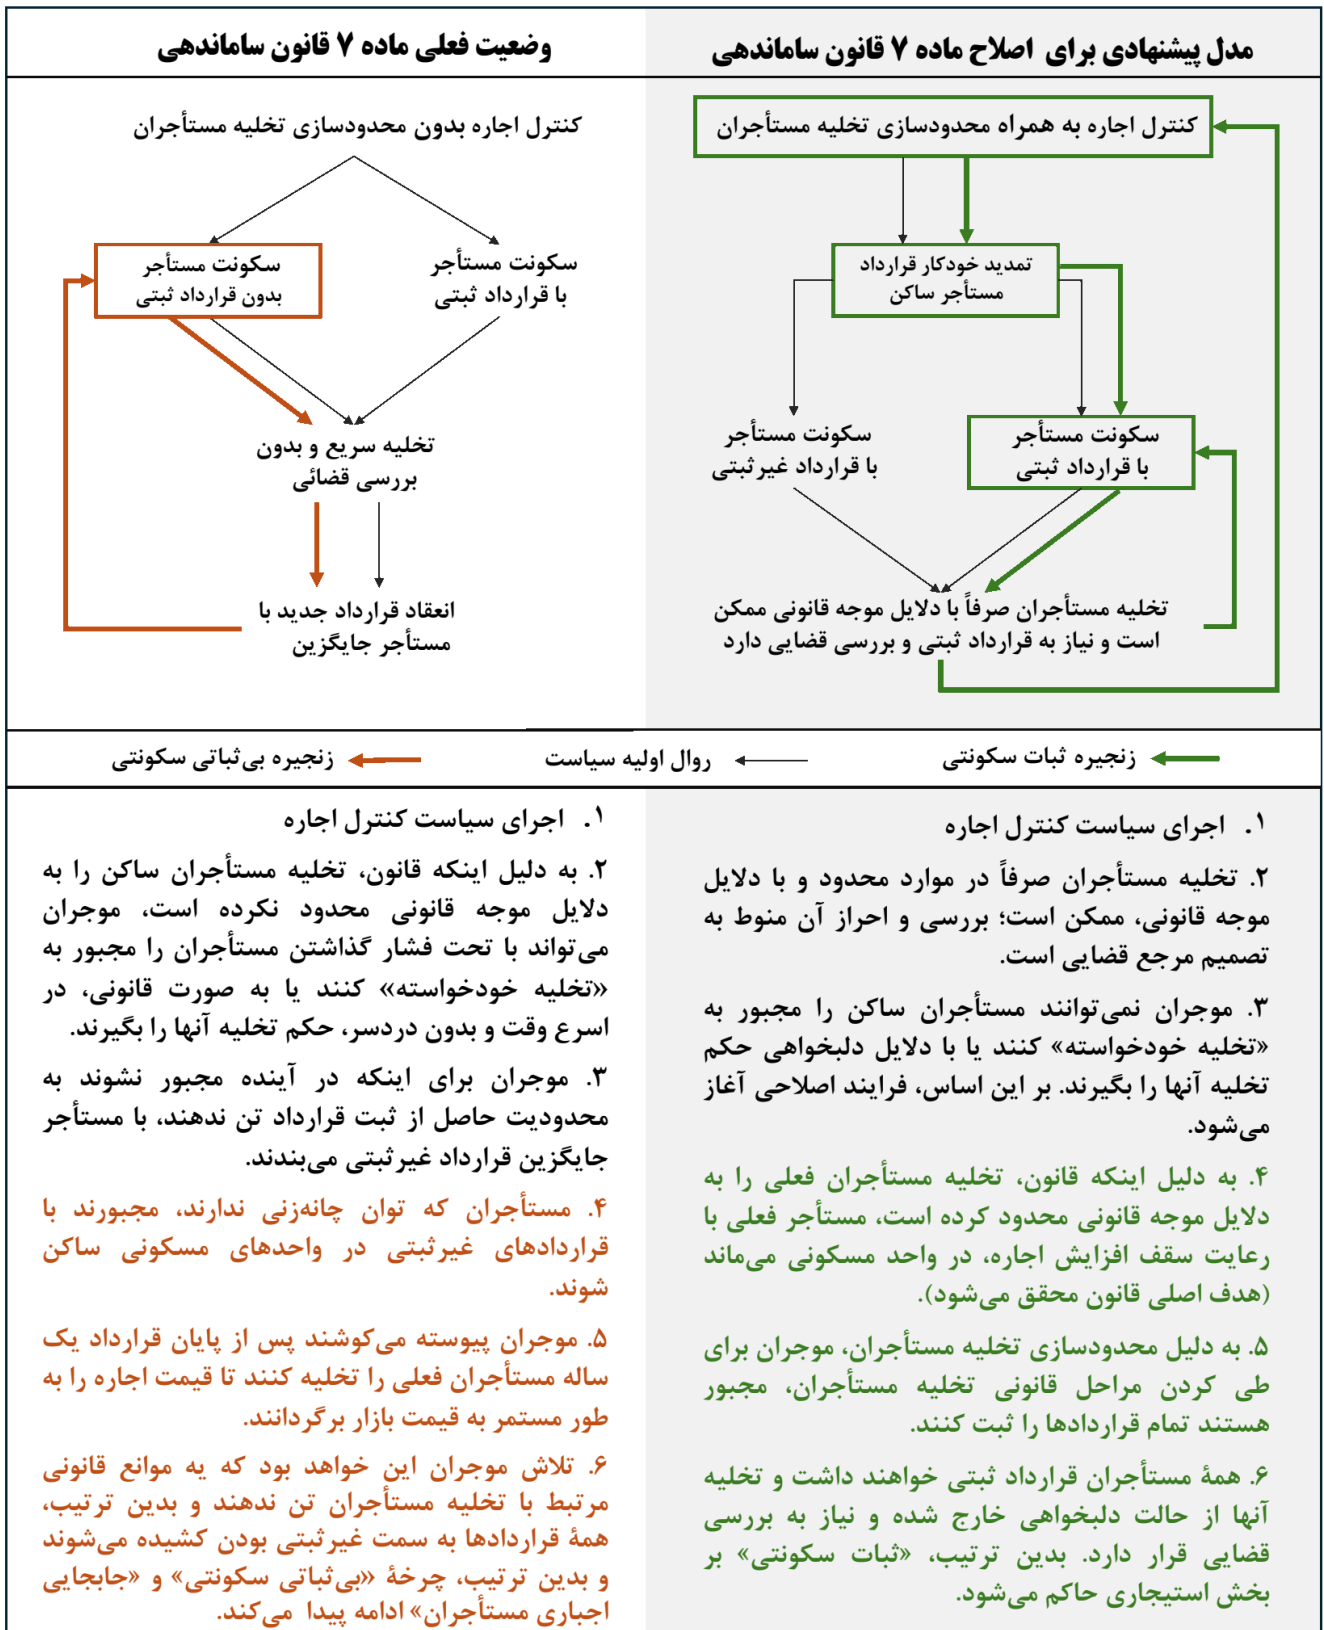 مدل پیشنهادی برای اصلاح ماده ۷ قانون ساماندهی
کنترل اجاره به همراه محدودسازی تخلیه مستأجران
تمدید خودکار قرارداد
مستأجر ساکن
سکونت مستأجر
با قرارداد ثبتی
سکونت مستأجر
با قرارداد غیرثبتی
تخلیه مستأجران صرفاً با دلایل موجه قانونی ممکن
است و نیاز به قرارداد ثبتی و بررسی قضایی دارد
وضعیت فعلی ماده ۷ قانون ساماندهی
کنترل اجاره بدون محدودسازی تخلیه مستأجران
سکونت مستأجر
با قرارداد ثبتی
سکونت مستأجر
بدون قرارداد ثبتی
تخلیه سریع و بدون
بررسی قضائی
انعقاد قرارداد جدید با
مستأجر جایگزین
زنجیره ثبات سکونتی
روال اولیه سیاست
زنجیره بی‌ثباتی سکونتی
۱. اجرای سیاست کنترل اجاره
۲. تخلیه مستأجران صرفاً در موارد محدود و با دلایل
موجه قانونی، ممکن است؛ بررسی و احراز آن منوط به
تصمیم مرجع قضایی است.
۳. موجران نمی‌توانند مستأجران ساکن را مجبور به
«تخلیه خودخواسته» کنند یا با دلایل دلبخواهی حکم
تخلیه آنها را بگیرند. بر این اساس، فرایند اصلاحی آغاز
می‌شود.
۴. به دلیل اینکه قانون، تخلیه مستأجران فعلی را به
دلایل موجه قانونی محدود کرده است، مستأجر فعلی با
رعایت سقف افزایش اجاره، در واحد مسکونی می‌ماند
(هدف اصلی قانون محقق می‌شود).
۵. به دلیل محدودسازی تخلیه مستأجران، موجران برای
طی کردن مراحل قانونی تخلیه مستأجران، مجبور
هستند تمام قراردادها را ثبت کنند.
۶. همۀ مستأجران قرارداد ثبتی خواهند داشت و تخلیه
آنها از حالت دلبخواهی خارج شده و نیاز به بررسی
قضایی قرار دارد. بدین ترتیب، «ثبات سکونتی» بر
بخش استیجاری حاکم می‌شود.
۱. اجرای سیاست کنترل اجاره
۲. به دلیل اینکه قانون، تخلیه مستأجران ساکن را به
دلایل موجه قانونی محدود نکرده است، موجران
می‌تواند با تحت فشار گذاشتن مستأجران را مجبور به
«تخلیه خودخواسته» کنند یا به صورت قانونی، در
اسرع وقت و بدون دردسر، حکم تخلیه آنها را بگیرند.
۳. موجران برای اینکه در آینده مجبور نشوند به
محدودیت حاصل از ثبت قرارداد تن ندهند، با مستأجر
جایگزین قرارداد غیرثبتی می‌بندند.
۴. مستأجران که توان چانه‌زنی ندارند، مجبورند با
قراردادهای غیرثبتی در واحدهای مسکونی ساکن
شوند.
۵. موجران پیوسته می‌کوشند پس از پایان قرارداد یک
ساله مستأجران فعلی را تخلیه کنند تا قیمت اجاره را به
طور مستمر به قیمت بازار برگردانند.
۶. تلاش موجران این خواهد بود که یه موانع قانونی
مرتبط با تخلیه مستأجران تن ندهند و بدین ترتیب،
همۀ قراردادها به سمت غیرثبتی بودن کشیده می‌شوند
و بدین ترتیب، چرخۀ «بی‌ثباتی سکونتی» و «جابجایی
اجباری مستأجران» ادامه پیدا می‌کند.